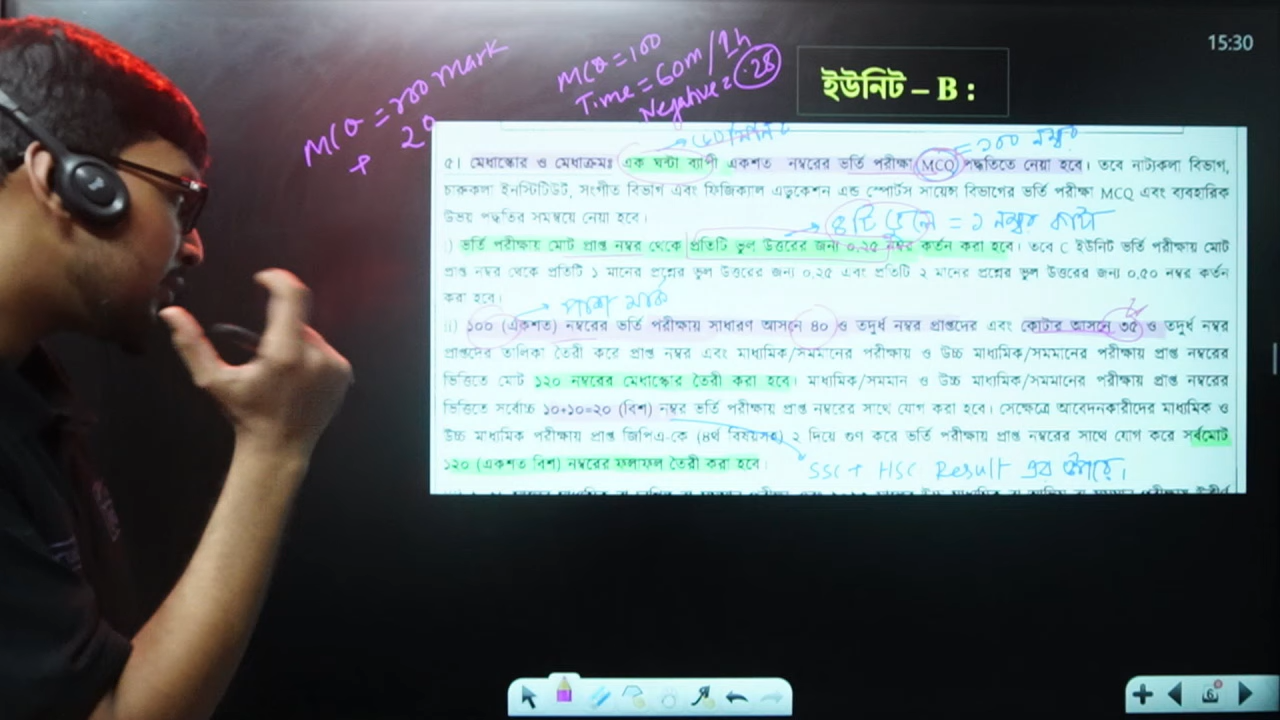 15:30
ইউনিট – B :
MCQ = 100 Mark
+ 20
MCQ = 100
Time = 60m / 1h
Negative = .25
= ১০০ নম্বর
৫। মেধাস্কোর ও মেধাক্রমঃ এক ঘন্টা ব্যাপী একশত নম্বরের ভর্তি পরীক্ষা MCQ পদ্ধতিতে নেয়া হবে। তবে নাট্যকলা বিভাগ,
চারুকলা ইনস্টিটিউট, সংগীত বিভাগ এবং ফিজিক্যাল এডুকেশন এন্ড স্পোর্টস সায়েন্স বিভাগের ভর্তি পরীক্ষা MCQ এবং ব্যবহারিক
উভয় পদ্ধতির সমন্বয়ে নেয়া হবে।
৪টি ভুলে = ১ নম্বর কাটা
i) ভর্তি পরীক্ষায় মোট প্রাপ্ত নম্বর থেকে প্রতিটি ভুল উত্তরের জন্য ০.২৫ নম্বর কর্তন করা হবে। তবে C ইউনিট ভর্তি পরীক্ষায় মোট
প্রাপ্ত নম্বর থেকে প্রতিটি ১ মানের প্রশ্নের ভুল উত্তরের জন্য ০.২৫ এবং প্রতিটি ২ মানের প্রশ্নের ভুল উত্তরের জন্য ০.৫০ নম্বর কর্তন
করা হবে।
পাশ মার্ক
ii) ১০০ (একশত) নম্বরের ভর্তি পরীক্ষায় সাধারণ আসনে ৪০ ও তদুর্ধ নম্বর প্রাপ্তদের এবং কোটার আসনে ৩৫ ও তদুর্ধ নম্বর
প্রাপ্তদের তালিকা তৈরী করে প্রাপ্ত নম্বর এবং মাধ্যমিক/সমমানের পরীক্ষায় ও উচ্চ মাধ্যমিক/সমমানের পরীক্ষায় প্রাপ্ত নম্বরের
ভিত্তিতে মোট ১২০ নম্বরের মেধাস্কোর তৈরী করা হবে। মাধ্যমিক/সমমান ও উচ্চ মাধ্যমিক/সমমানের পরীক্ষায় প্রাপ্ত নম্বরের
ভিত্তিতে সর্বোচ্চ ১০+১০=২০ (বিশ) নম্বর ভর্তি পরীক্ষায় প্রাপ্ত নম্বরের সাথে যোগ করা হবে। সেক্ষেত্রে আবেদনকারীদের মাধ্যমিক ও
উচ্চ মাধ্যমিক পরীক্ষায় প্রাপ্ত জিপিএ-কে (৪র্থ বিষয়সহ) ২ দিয়ে গুণ করে ভর্তি পরীক্ষায় প্রাপ্ত নম্বরের সাথে যোগ করে সর্বমোট
১২০ (একশত বিশ) নম্বরের ফলাফল তৈরী করা হবে।
SSC + HSC Result এর উপরে।